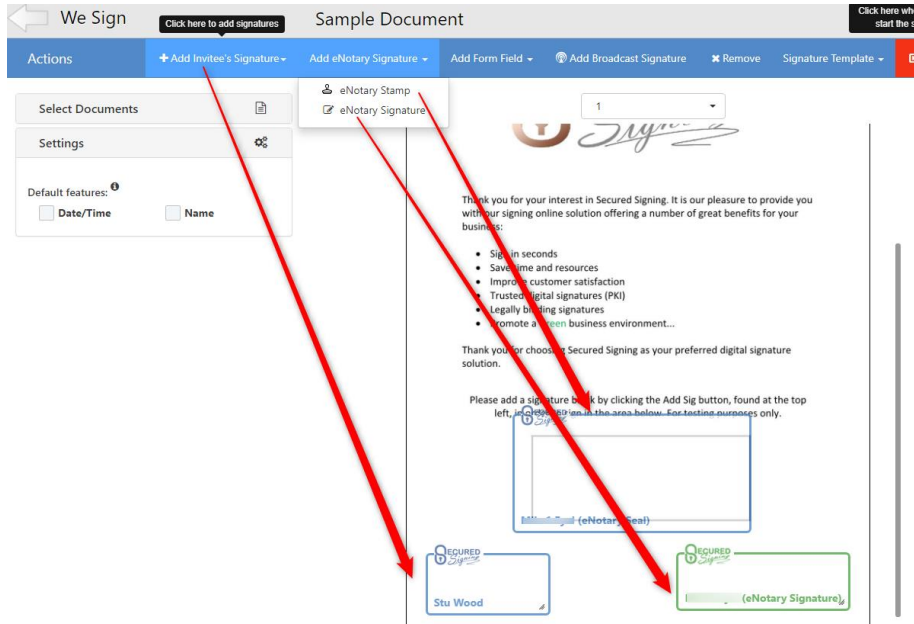 We Sign
Click here to add signatures
Sample Document
Click here whe
start the s
Actions
Add Invitee's Signature
Add eNotary Signature
Add Form Field
Add Broadcast Signature
Remove
Signature Template
eNotary Stamp
eNotary Signature
Select Documents
Settings
Default features:
Date/Time
Name
1
Thank you for your interest in Secured Signing. It is our pleasure to provide you
with our signing online solution offering a number of great benefits for your
business:
• Sign in seconds
• Save time and resources
• Improve customer satisfaction
• Trusted digital signatures (PKI)
• Legally binding signatures
• Promote a green business environment...
Thank you for choosing Secured Signing as your preferred digital signature
solution.
Please add a signature block by clicking the Add Sig button, found at the top
left, in the area below. For testing purposes only.
(eNotary Seal)
SECURED
Signing
Stu Wood
SECURED
Signing
(eNotary Signature)